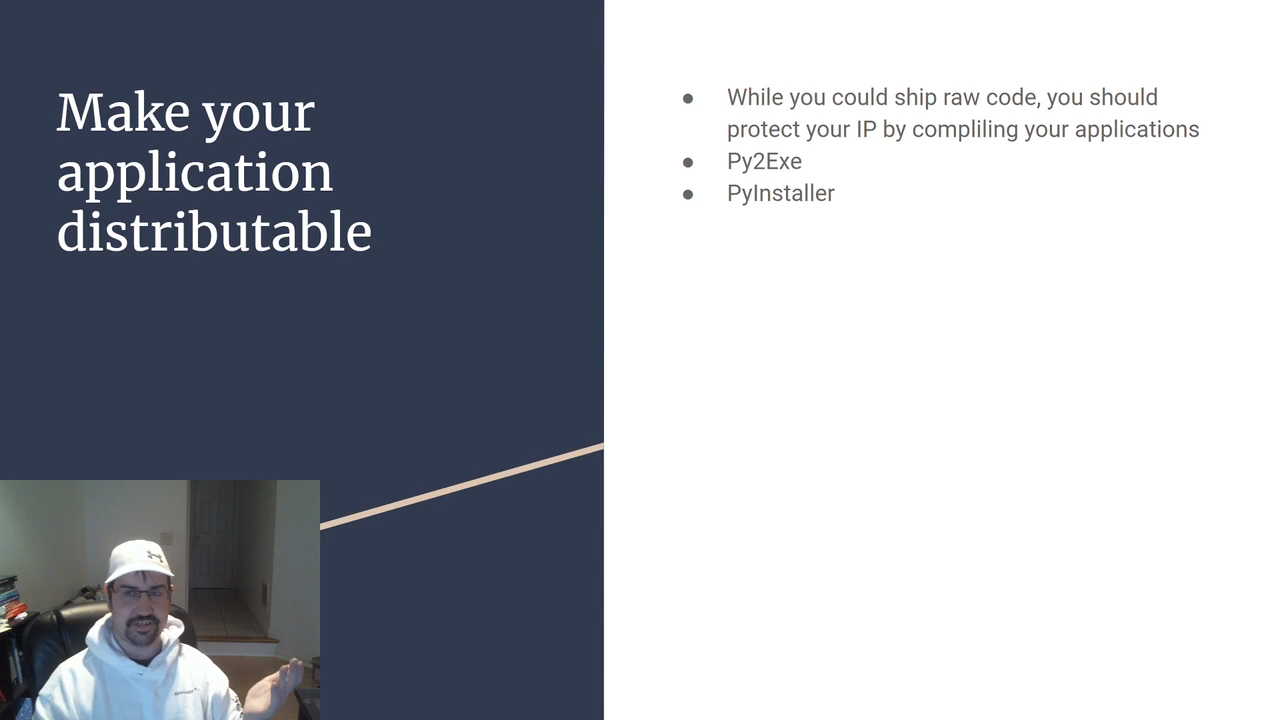 Make your
application
distributable
● While you could ship raw code, you should
protect your IP by compliling your applications
● Py2Exe
● PyInstaller